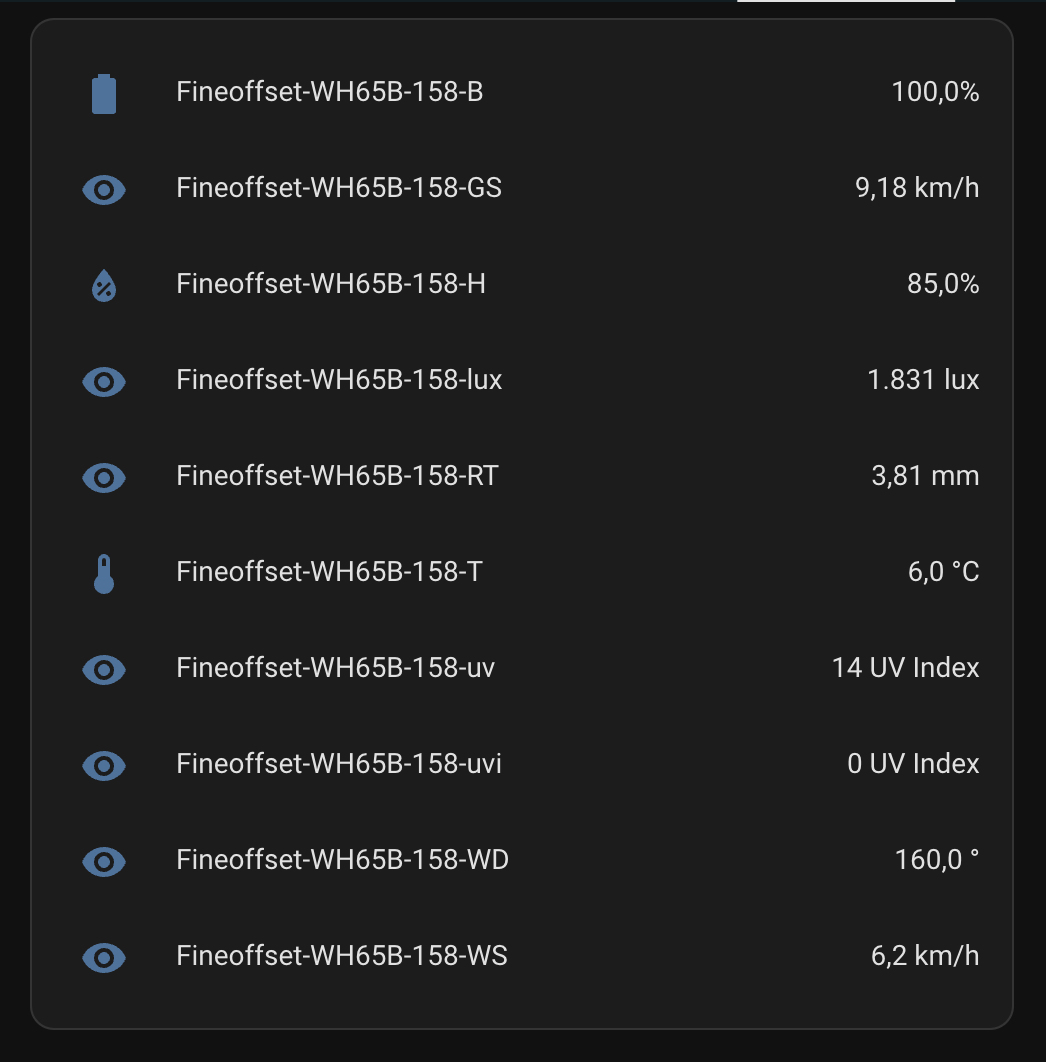 Fineoffset-WH65B-158-B 100,0%
Fineoffset-WH65B-158-GS 9,18 km/h
Fineoffset-WH65B-158-H 85,0%
Fineoffset-WH65B-158-lux 1.831 lux
Fineoffset-WH65B-158-RT 3,81 mm
Fineoffset-WH65B-158-T 6,0 °C
Fineoffset-WH65B-158-uv 14 UV Index
Fineoffset-WH65B-158-uvi 0 UV Index
Fineoffset-WH65B-158-WD 160,0 °
Fineoffset-WH65B-158-WS 6,2 km/h